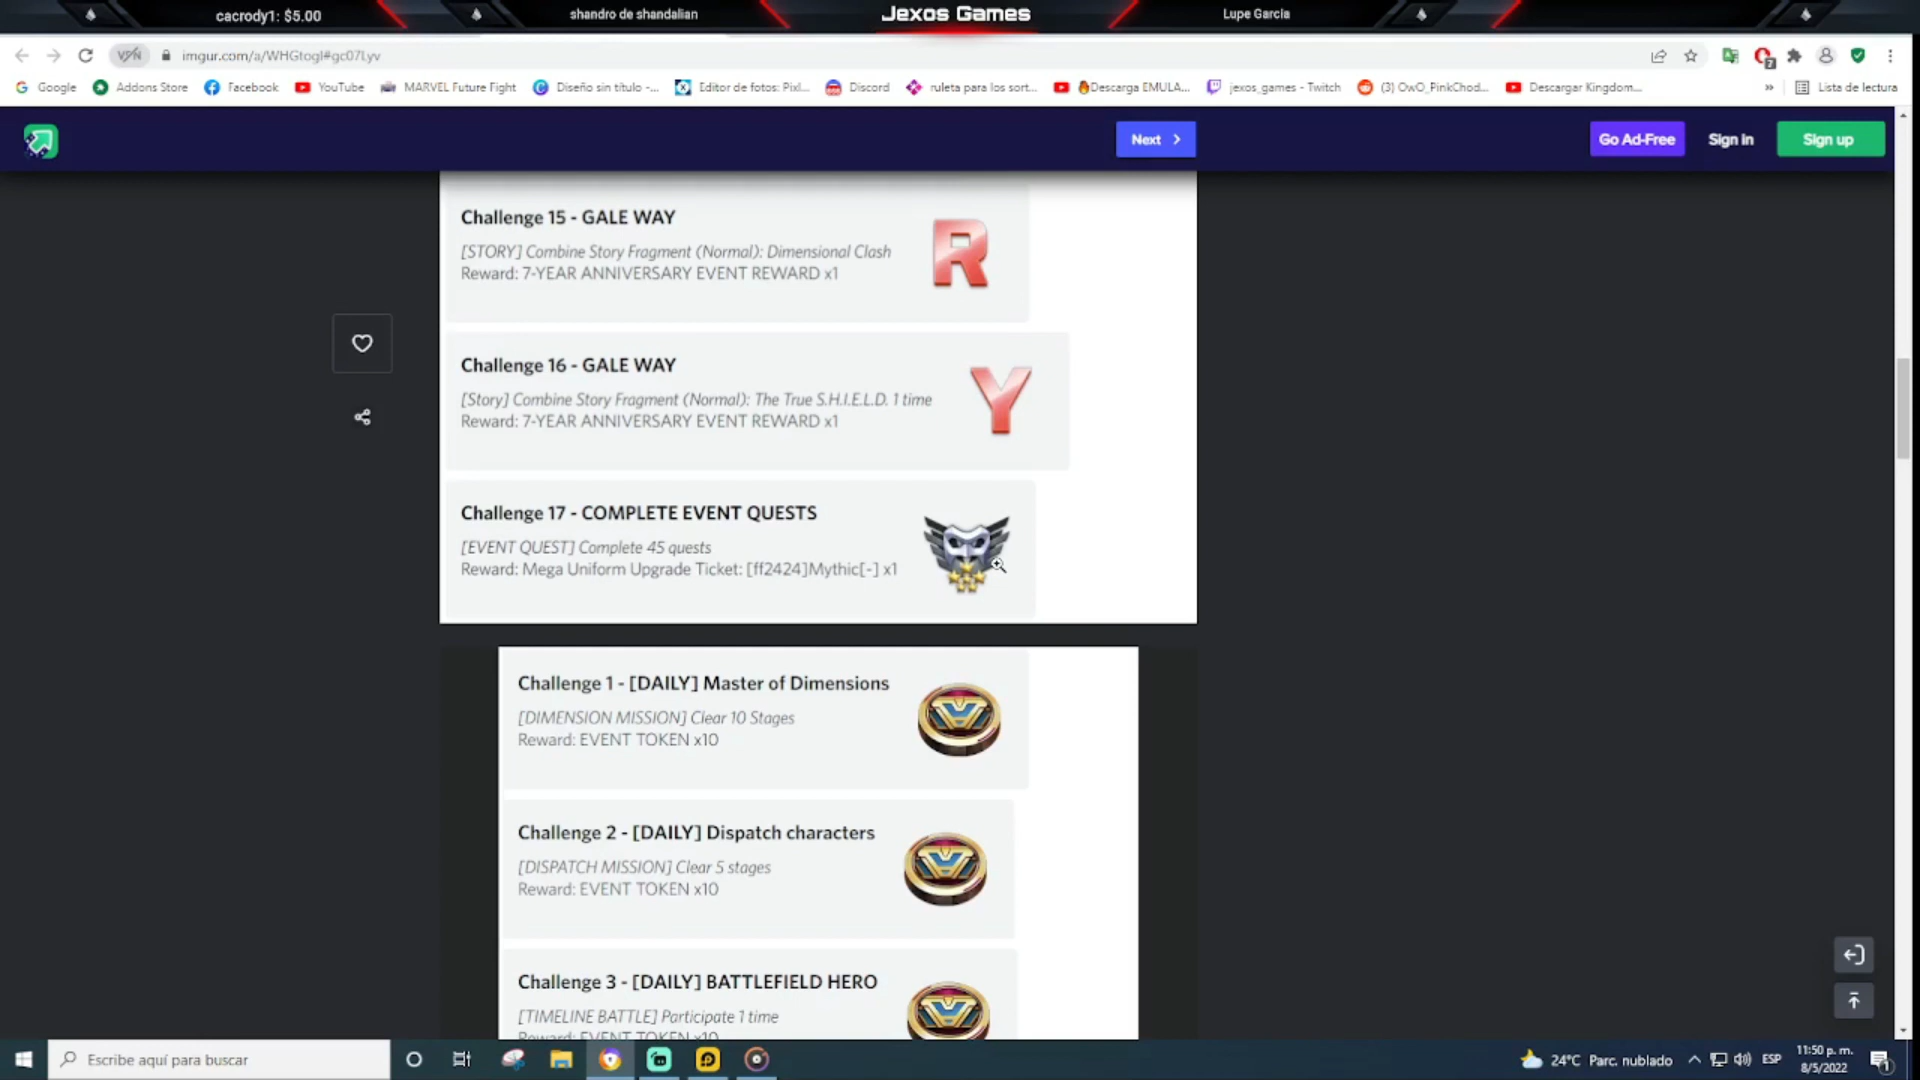 cacrody1: $5.00
shandro de shandalian
Jexos Games
Lupe Garcia
VPN
imgur.com/a/WHGtogl#gc07Lyv
2
Google
Addons Store
Facebook
YouTube
MARVEL Future Fight
Diseño sin título -...
Editor de fotos: Pixl...
Discord
ruleta para los sort...
Descarga EMULA...
jexos_games - Twitch
(3) OwO_PinkChod...
Descargar Kingdom...
»
Lista de lectura
Next
Go Ad-Free
Sign in
Sign up
Challenge 15 - GALE WAY
[STORY] Combine Story Fragment (Normal): Dimensional Clash
Reward: 7-YEAR ANNIVERSARY EVENT REWARD x1
R
Challenge 16 - GALE WAY
[Story] Combine Story Fragment (Normal): The True S.H.I.E.L.D. 1 time
Reward: 7-YEAR ANNIVERSARY EVENT REWARD x1
Y
Challenge 17 - COMPLETE EVENT QUESTS
[EVENT QUEST] Complete 45 quests
Reward: Mega Uniform Upgrade Ticket: [ff2424]Mythic[-] x1
Challenge 1 - [DAILY] Master of Dimensions
[DIMENSION MISSION] Clear 10 Stages
Reward: EVENT TOKEN x10
Challenge 2 - [DAILY] Dispatch characters
[DISPATCH MISSION] Clear 5 stages
Reward: EVENT TOKEN x10
Challenge 3 - [DAILY] BATTLEFIELD HERO
[TIMELINE BATTLE] Participate 1 time
Reward: EVENT TOKEN x10
Escribe aquí para buscar
24°C Parc. nublado
ESP
11:50 p. m.
8/5/2022
1